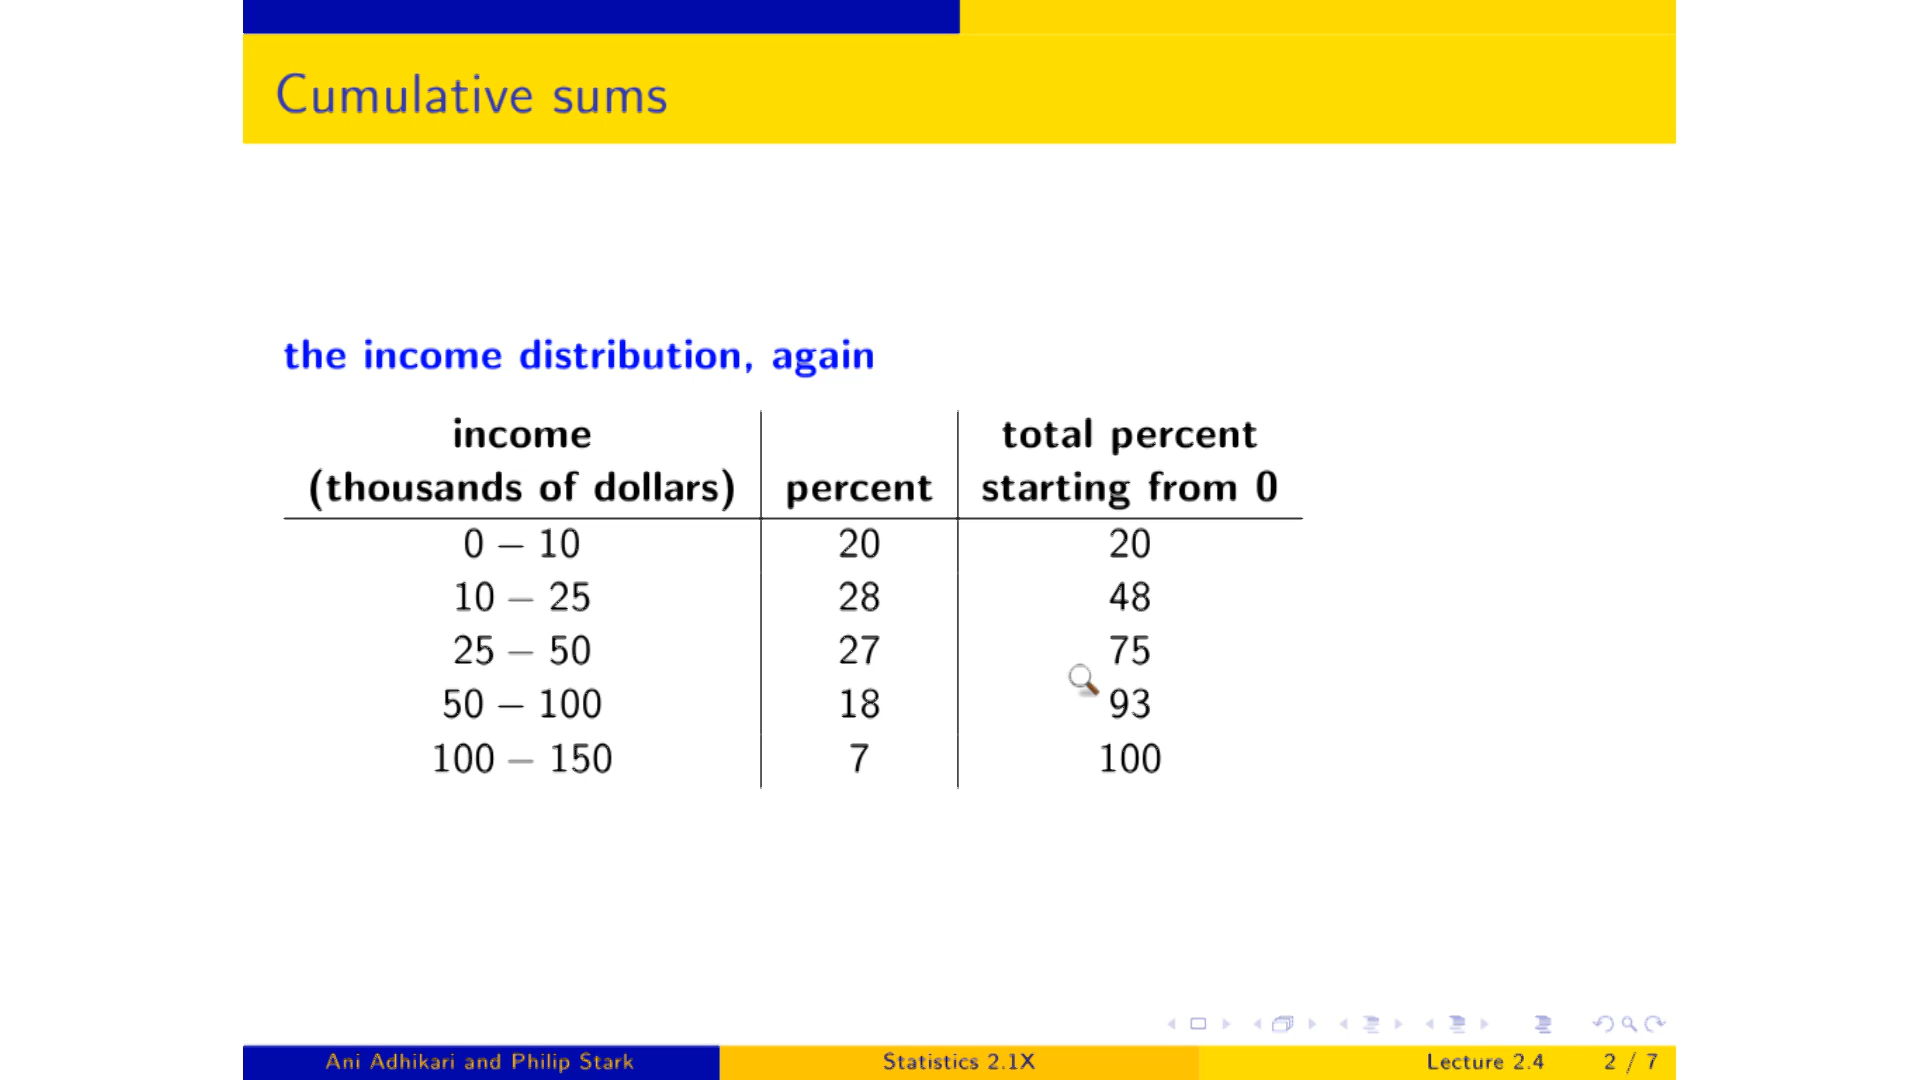 Cumulative sums
the income distribution, again
income total percent
(thousands of dollars) percent starting from 0
0 – 10 20 20
10 – 25 28 48
25 – 50 27 75
50 – 100 18 93
100 – 150 7 100
Ani Adhikari and Philip Stark Statistics 2.1X Lecture 2.4 2 / 7